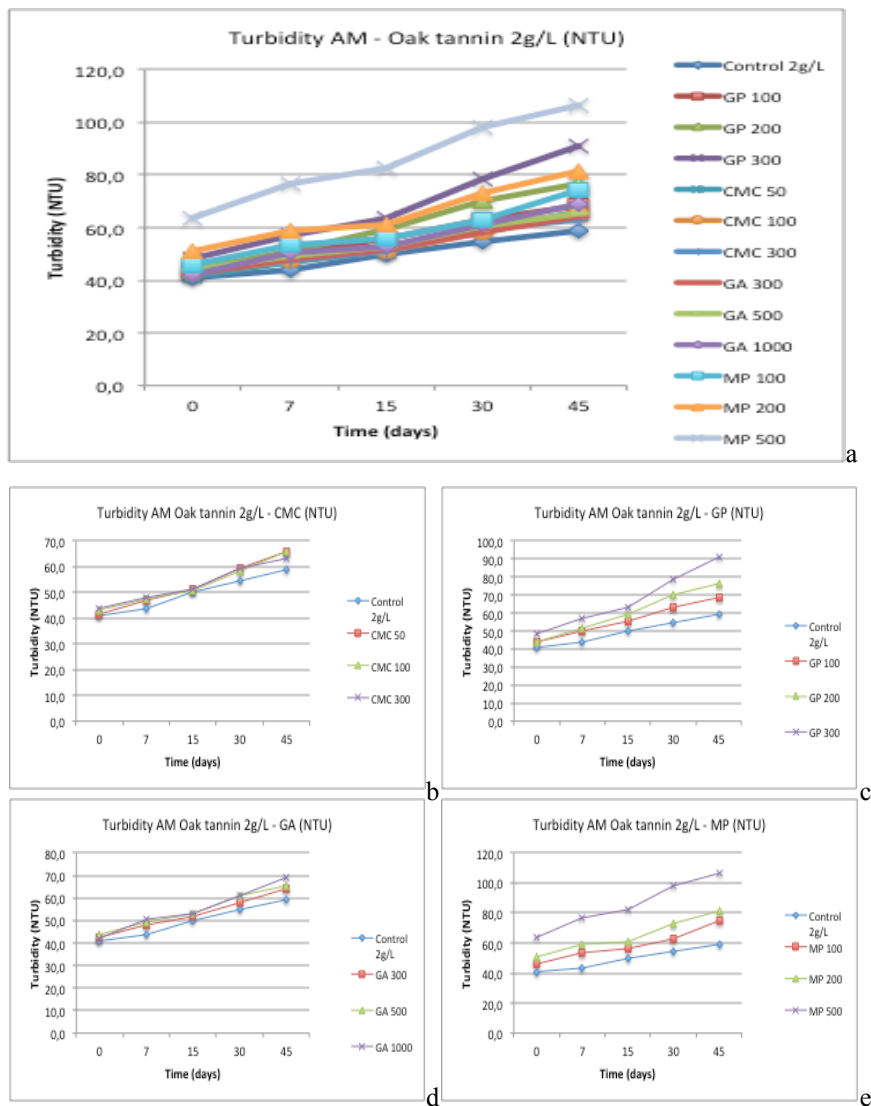 Turbidity AM - Oak tannin 2g/L (NTU)
120,0
100,0
80,0
60,0
40,0
20,0
0,0
Turbidity (NTU)
0 7 15 30 45
Time (days)
Control 2g/L
GP 100
GP 200
GP 300
CMC 50
CMC 100
CMC 300
GA 300
GA 500
GA 1000
MP 100
MP 200
MP 500
a
Turbidity AM Oak tannin 2g/L - CMC (NTU)
70,0
60,0
50,0
40,0
30,0
20,0
10,0
0,0
Turbidity (NTU)
0 7 15 30 45
Time (days)
Control
2g/L
CMC 50
CMC 100
CMC 300
b
Turbidity AM Oak tannin 2g/L - GP (NTU)
100,0
90,0
80,0
70,0
60,0
50,0
40,0
30,0
20,0
10,0
0,0
Turbidity (NTU)
0 7 15 30 45
Time (days)
Control
2g/L
GP 100
GP 200
GP 300
c
Turbidity AM Oak tannin 2g/L - GA (NTU)
80,0
70,0
60,0
50,0
40,0
30,0
20,0
10,0
0,0
Turbidity (NTU)
0 7 15 30 45
Time (days)
Control
2g/L
GA 300
GA 500
GA 1000
d
Turbidity AM Oak tannin 2g/L - MP (NTU)
120,0
100,0
80,0
60,0
40,0
20,0
0,0
Turbidity (NTU)
0 7 15 30 45
Time (days)
Control
2g/L
MP 100
MP 200
MP 500
e